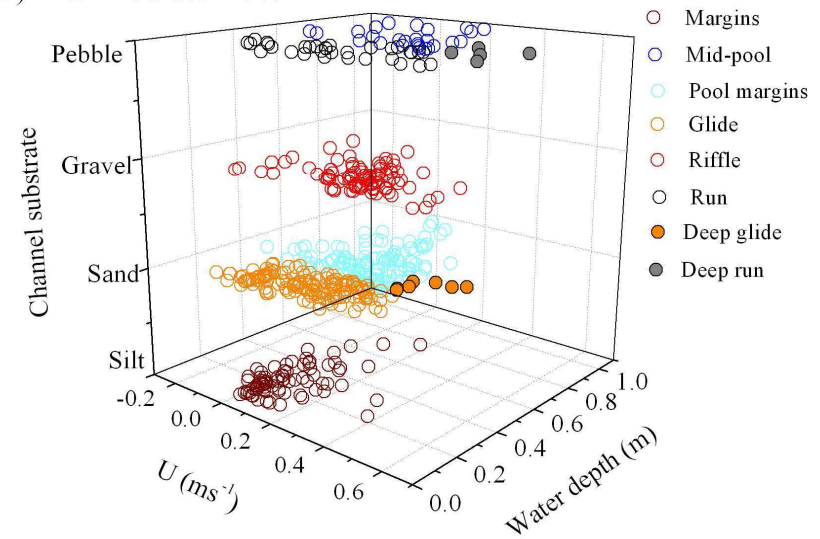 Pebble
Gravel
Sand
Silt
Channel substrate
-0.2
0.0
0.2
0.4
0.6
U (ms⁻¹)
0.0
0.2
0.4
0.6
0.8
1.0
Water depth (m)
Margins
Mid-pool
Pool margins
Glide
Riffle
Run
Deep glide
Deep run